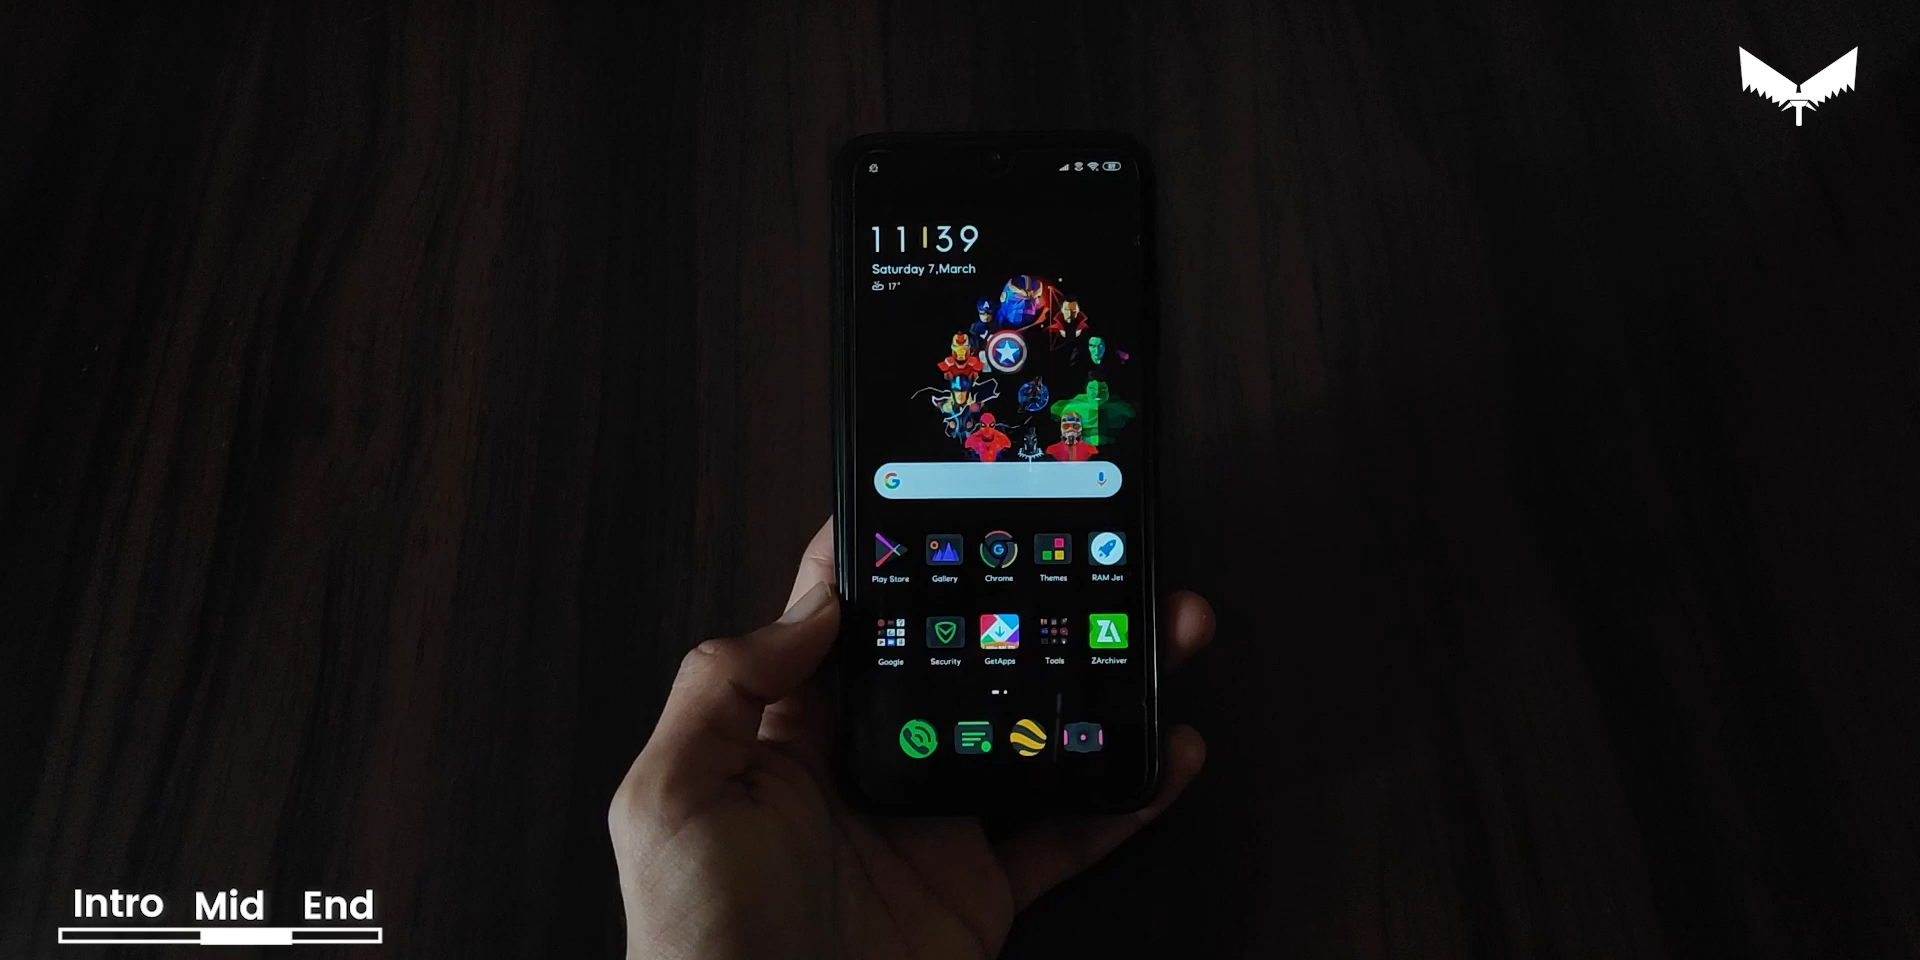 11:39
Saturday 7,March
17°
Play Store
Gallery
Chrome
Themes
RAM Jet
Google
Security
GetApps
Tools
ZArchiver
Intro
Mid
End